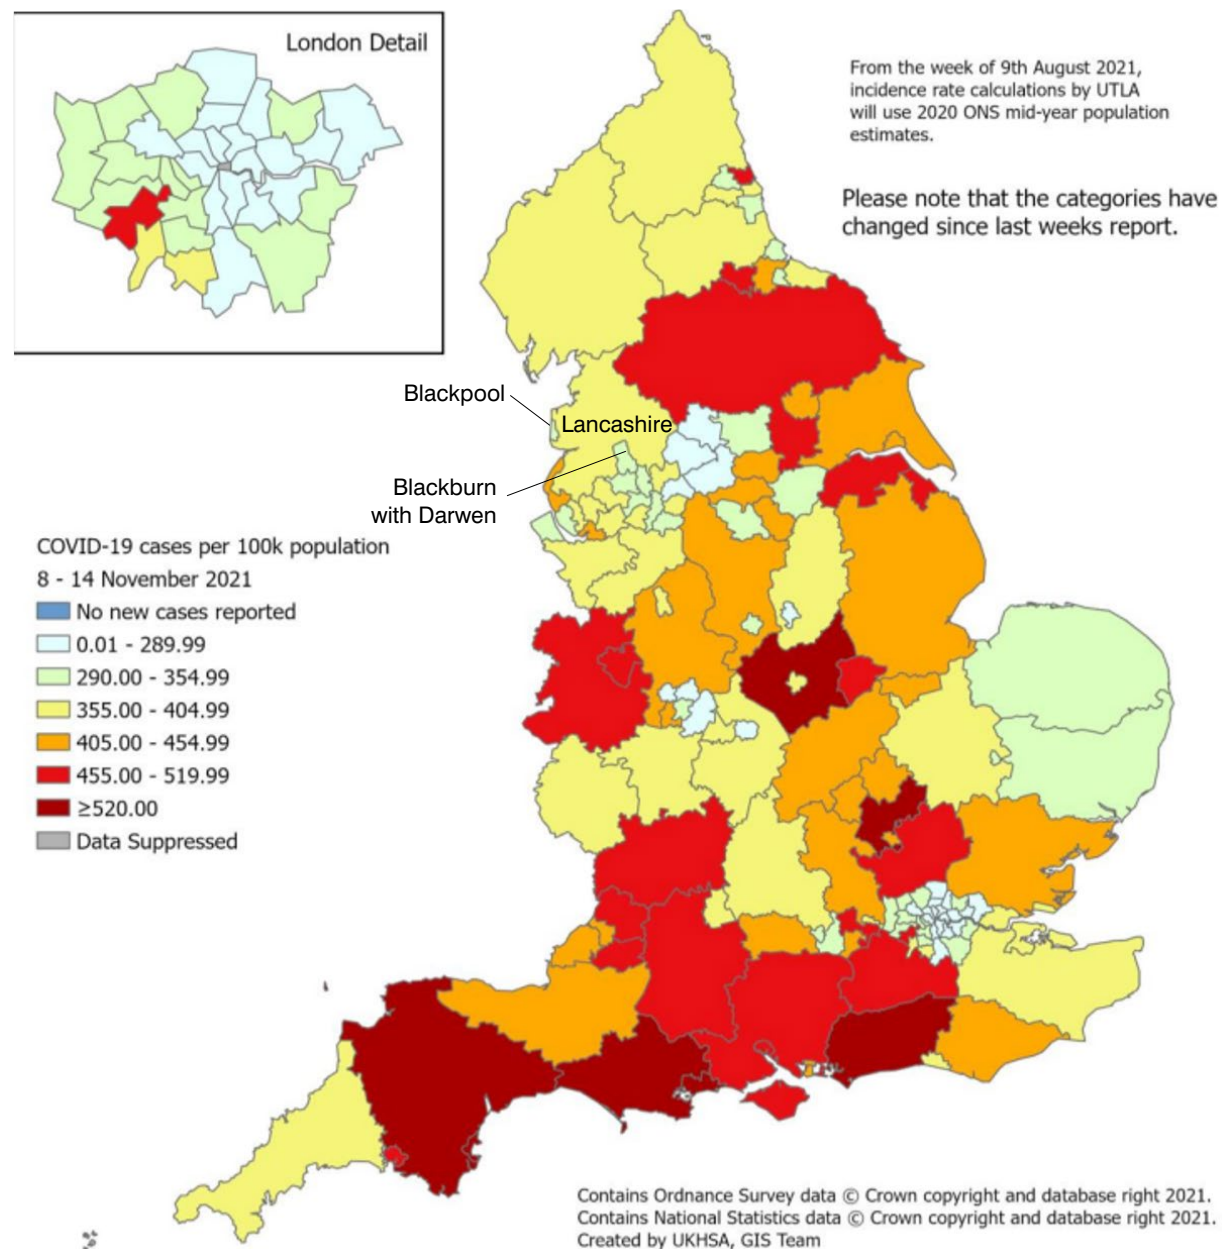 London Detail
From the week of 9th August 2021,
incidence rate calculations by UTLA
will use 2020 ONS mid-year population
estimates.
Please note that the categories have
changed since last weeks report.
Blackpool
Lancashire
Blackburn
with Darwen
COVID-19 cases per 100k population
8 - 14 November 2021
No new cases reported
0.01 - 289.99
290.00 - 354.99
355.00 - 404.99
405.00 - 454.99
455.00 - 519.99
≥520.00
Data Suppressed
Contains Ordnance Survey data © Crown copyright and database right 2021.
Contains National Statistics data © Crown copyright and database right 2021.
Created by UKHSA, GIS Team